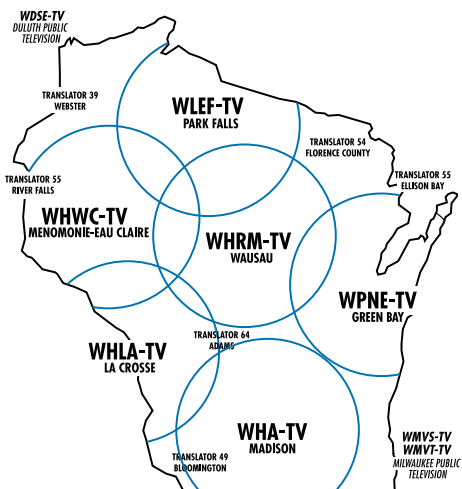 WDSE-TV
DULUTH PUBLIC
TELEVISION
TRANSLATOR 39
WEBSTER
WLEF-TV
PARK FALLS
TRANSLATOR 54
FLORENCE COUNTY
TRANSLATOR 55
RIVER FALLS
TRANSLATOR 55
ELLISON BAY
WHWC-TV
MENOMONIE-EAU CLAIRE
WHRM-TV
WAUSAU
WPNE-TV
GREEN BAY
TRANSLATOR 64
ADAMS
WHLA-TV
LA CROSSE
WHA-TV
MADISON
WMVS-TV
WMVT-TV
MILWAUKEE PUBLIC
TELEVISION
TRANSLATOR 49
BLOOMINGTON